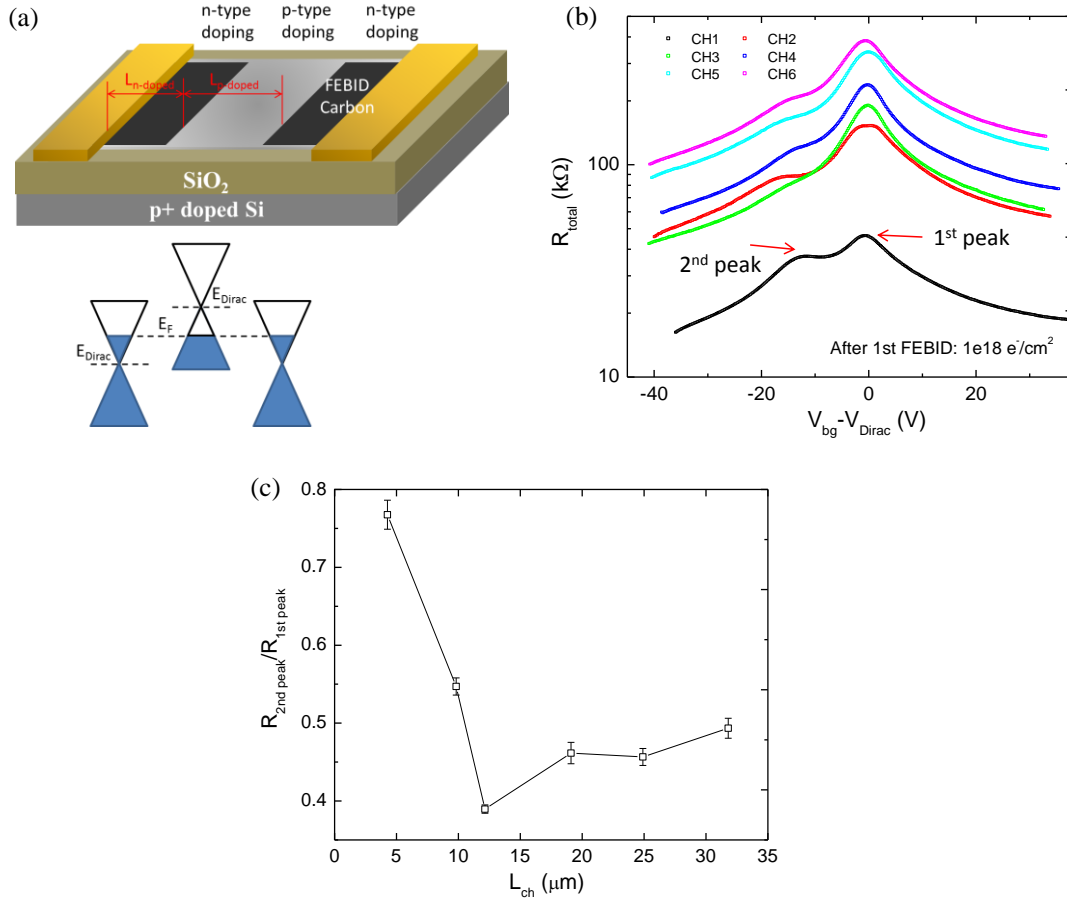 (a)
n-type doping
p-type doping
n-type doping
L_n-doped
L_p-doped
FEBID
Carbon
SiO₂
p+ doped Si
E_Dirac
E_F
E_Dirac
(b)
CH1 CH2
CH3 CH4
CH5 CH6
100
10
R_total (kΩ)
1st peak
2nd peak
After 1st FEBID: 1e18 e⁻/cm²
-40 -20 0 20
V_bg-V_Dirac (V)
(c)
0.8
0.7
0.6
0.5
0.4
R_2nd peak/R_1st peak
0 5 10 15 20 25 30 35
L_ch (μm)